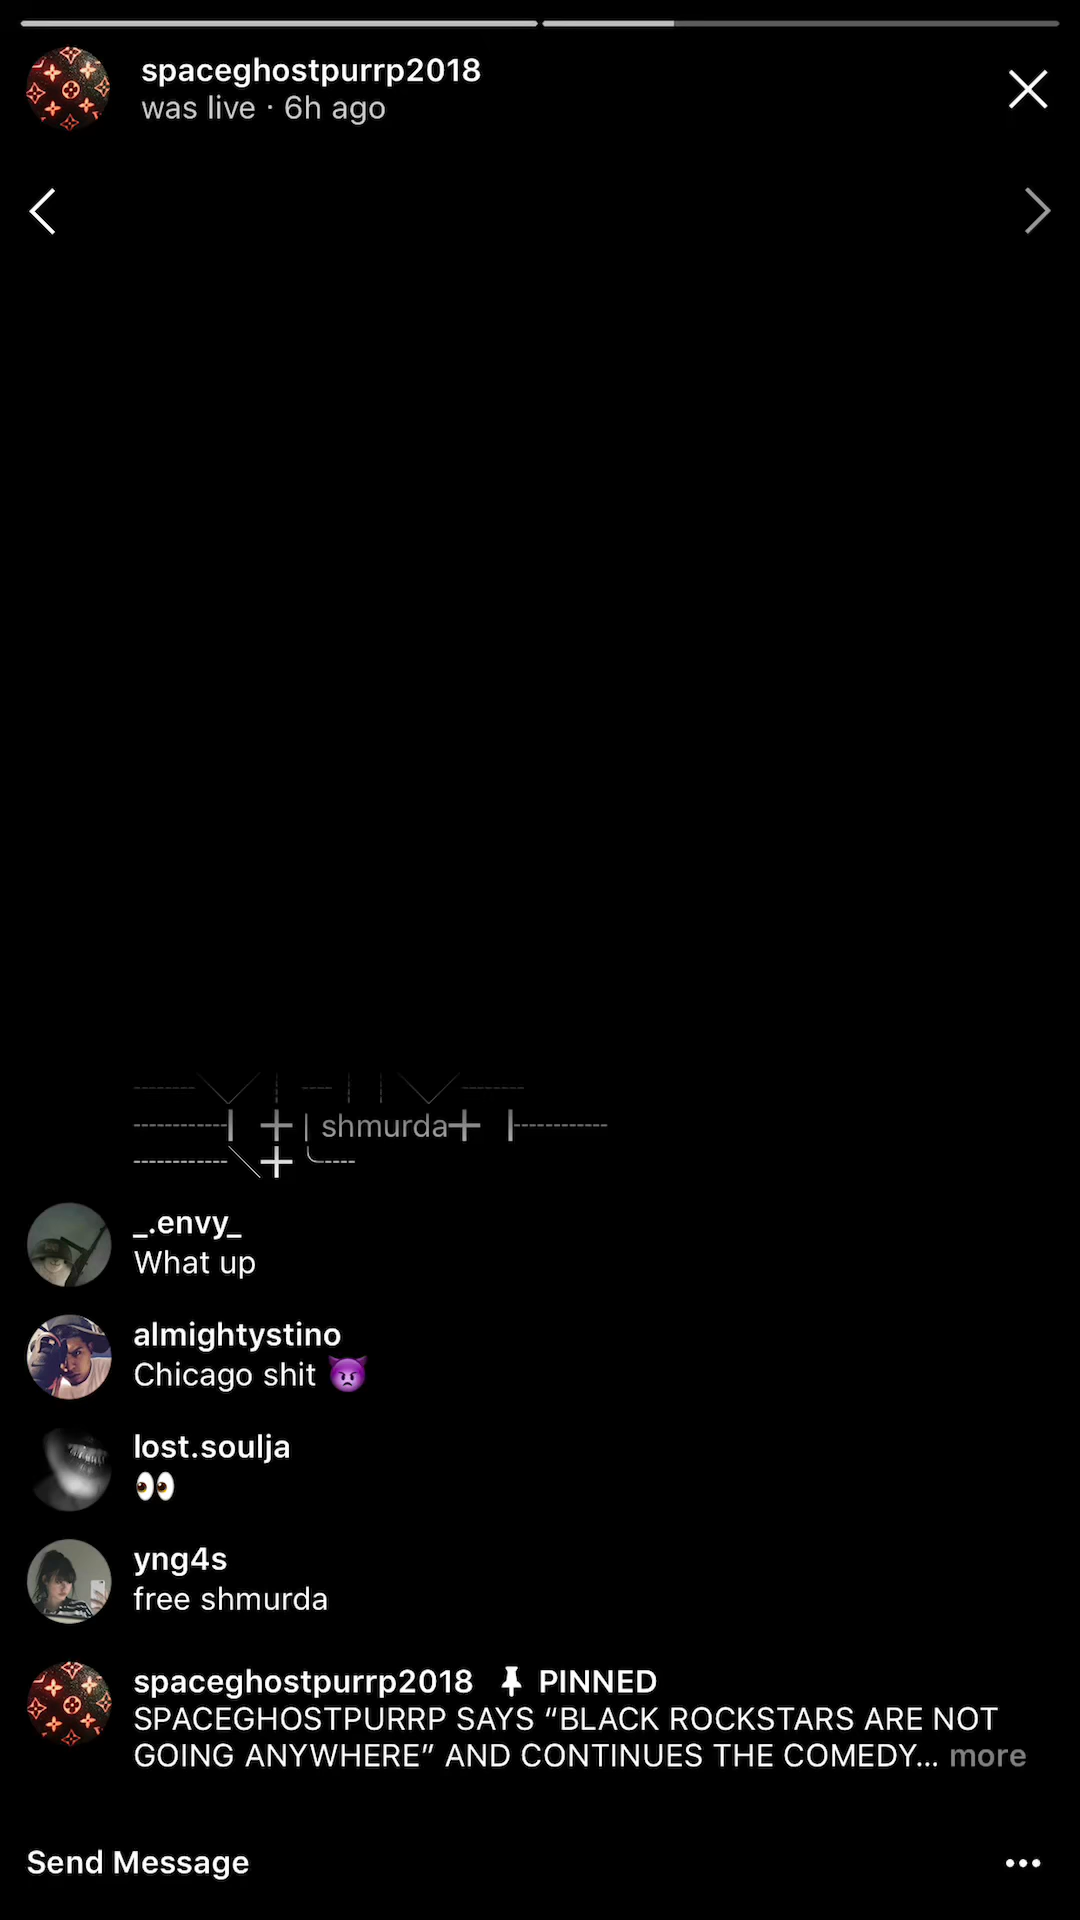 spaceghostpurrp2018
was live · 6h ago
shmurda
_.envy_
What up
almightystino
Chicago shit 😈
lost.soulja
👀
yng4s
free shmurda
spaceghostpurrp2018 📌 PINNED
SPACEGHOSTPURRP SAYS “BLACK ROCKSTARS ARE NOT
GOING ANYWHERE” AND CONTINUES THE COMEDY... more
Send Message